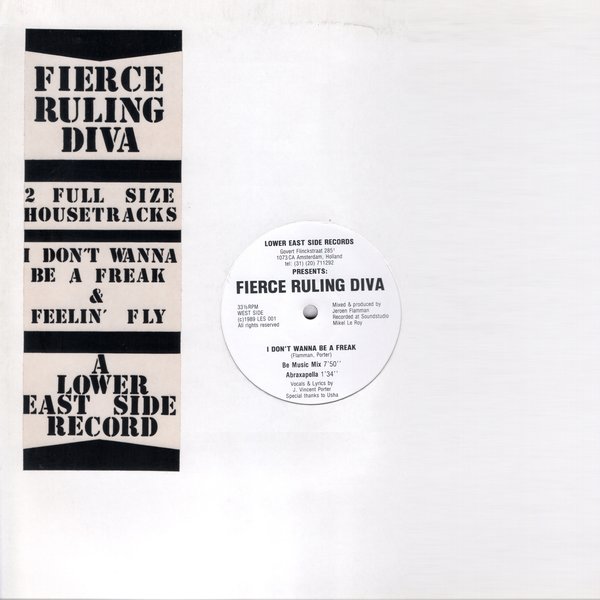 FIERCE
RULING
DIVA
2 FULL SIZE
HOUSETRACKS
I DON'T WANNA
BE A FREAK
&
FEELIN' FLY
A
LOWER
EAST SIDE
RECORD
LOWER EAST SIDE RECORDS
Govert Flinckstraat 285'
1073 CA Amsterdam, Holland
tel: (31) (20) 711292
PRESENTS:
FIERCE RULING DIVA
33⅓RPM
WEST SIDE
(c)1989 LES 001
All rights reserved
Mixed & produced by
Jeroen Flamman
Recorded at Soundstudio
Mikel Le Roy
I DON'T WANNA BE A FREAK
(Flamman, Porter)
Be Music Mix 7'50''
Abraxapella 1'34''
Vocals & Lyrics by
J. Vincent Porter
Special thanks to Usha